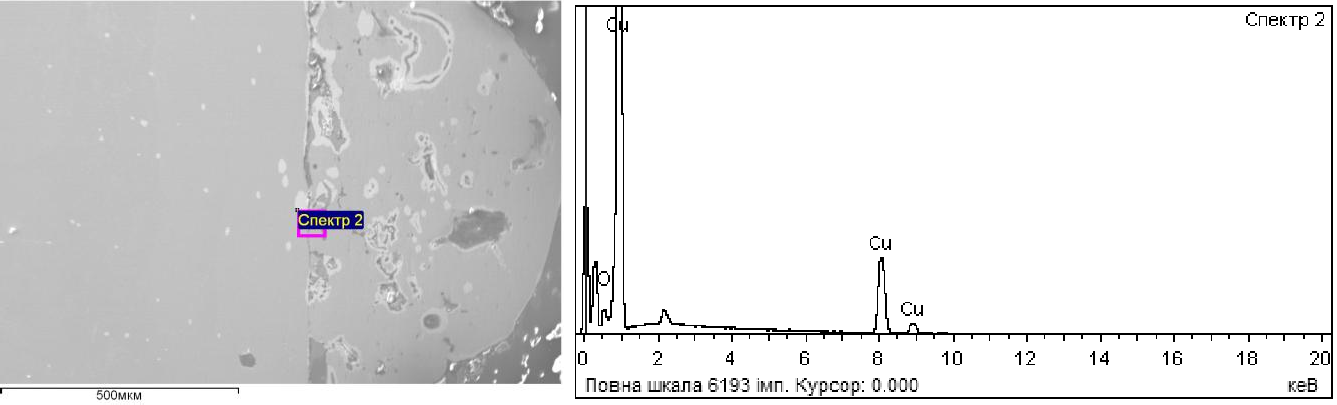 Спектр 2
500мкм
Cu
Спектр 2
O
Cu
Cu
0 2 4 6 8 10 12 14 16 18 20
Повна шкала 6193 імп. Курсор: 0.000
кеВ